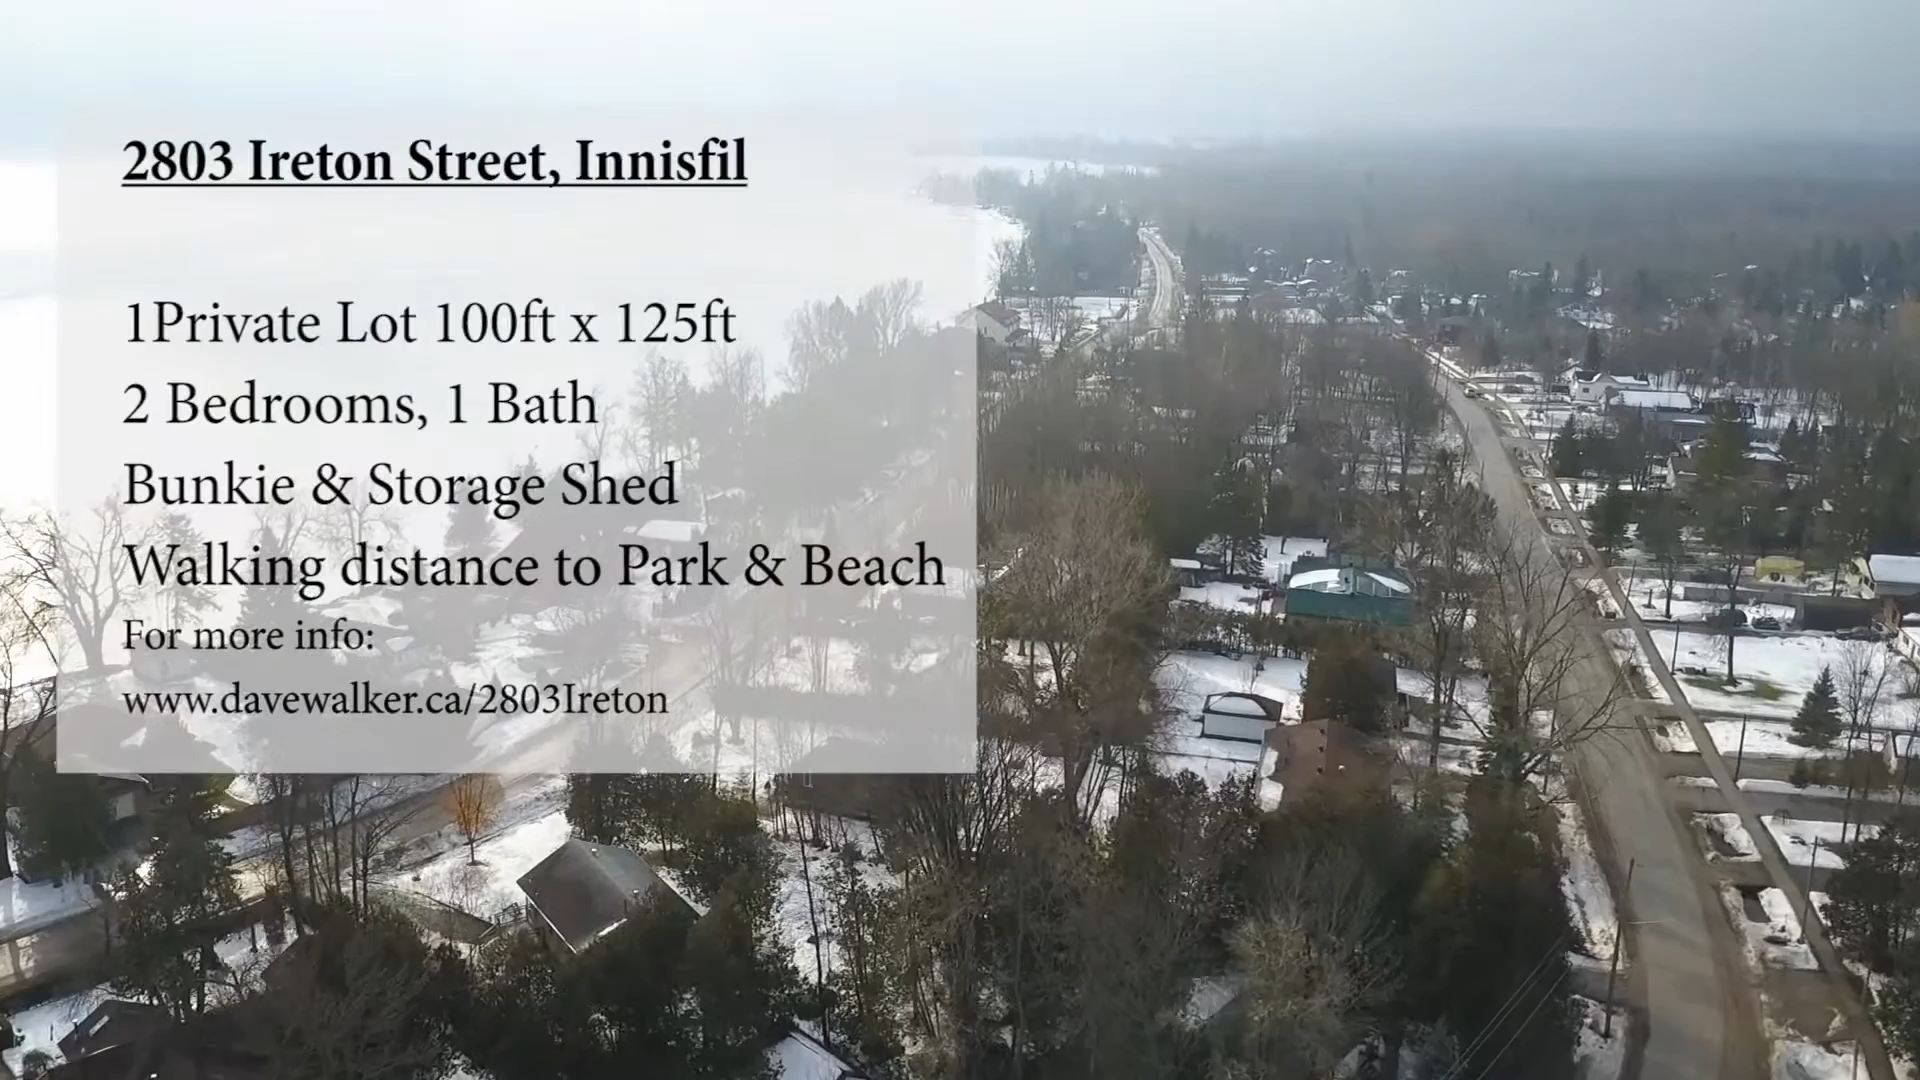 2803 Ireton Street, Innisfil
1Private Lot 100ft x 125ft
2 Bedrooms, 1 Bath
Bunkie & Storage Shed
Walking distance to Park & Beach
For more info:
www.davewalker.ca/2803Ireton